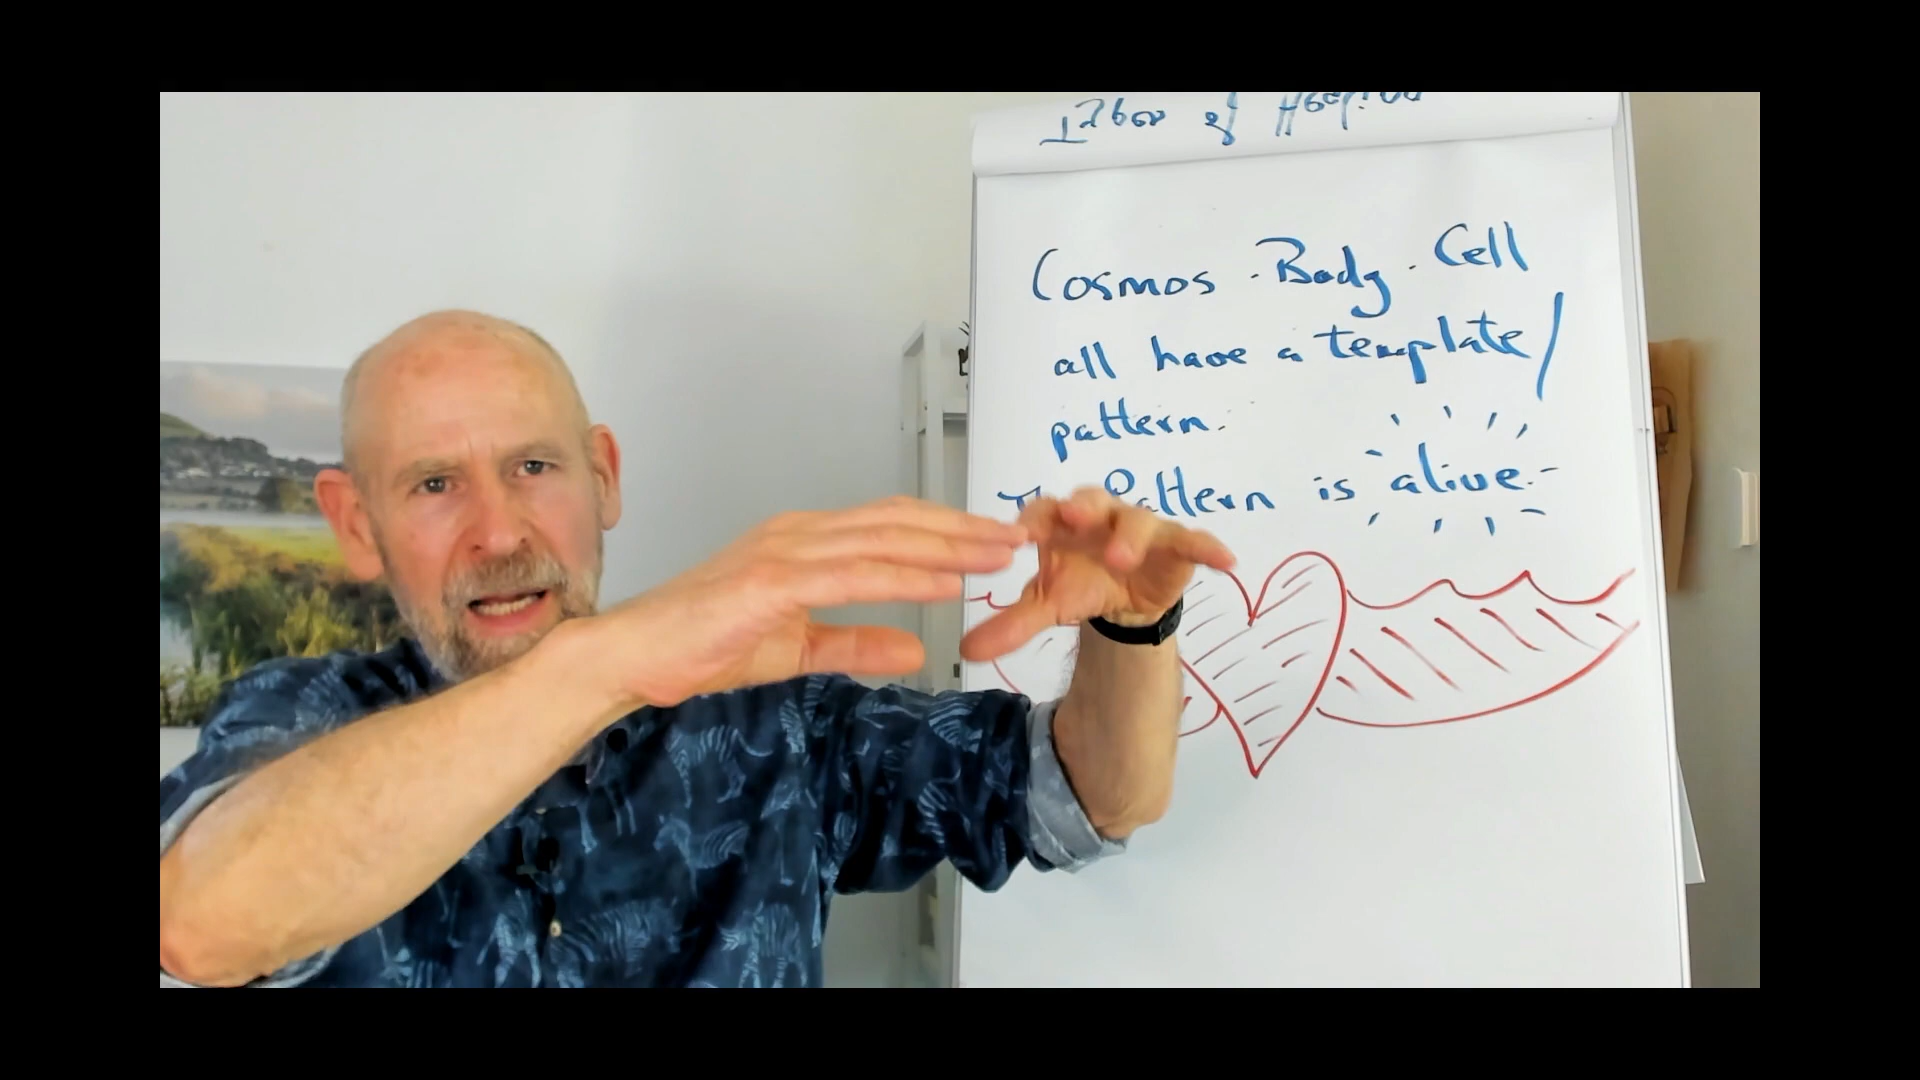 Cosmos · Body · Cell
all have a template/
pattern.
Pattern is alive.